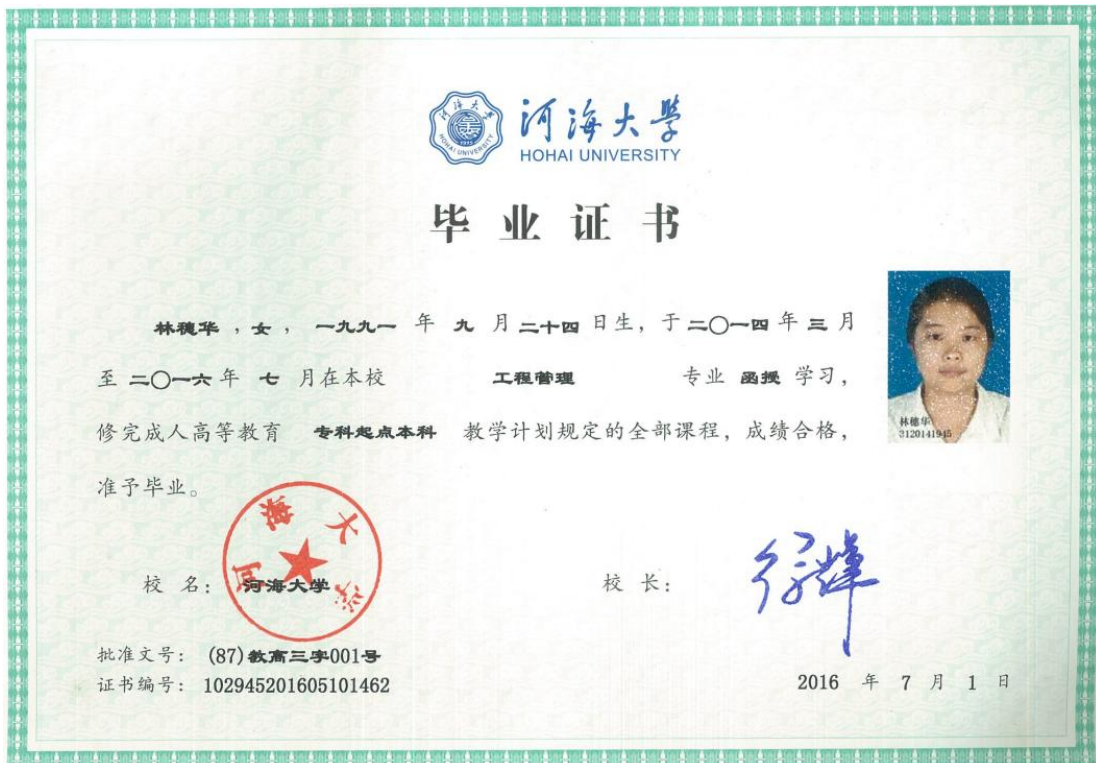 河海大學
HOHAI UNIVERSITY
毕业证书
林穗华，女，一九九一年九月二十四日生，于二〇一四年三月
至二〇一六年七月在本校 工程管理 专业 函授 学习，
修完成人高等教育 专科起点本科 教学计划规定的全部课程，成绩合格，
准予毕业。
林穗华
3120141945
河海大学
校名：河海大学
校长：
批准文号：(87)教高三字001号
证书编号：102945201605101462
2016 年 7 月 1 日